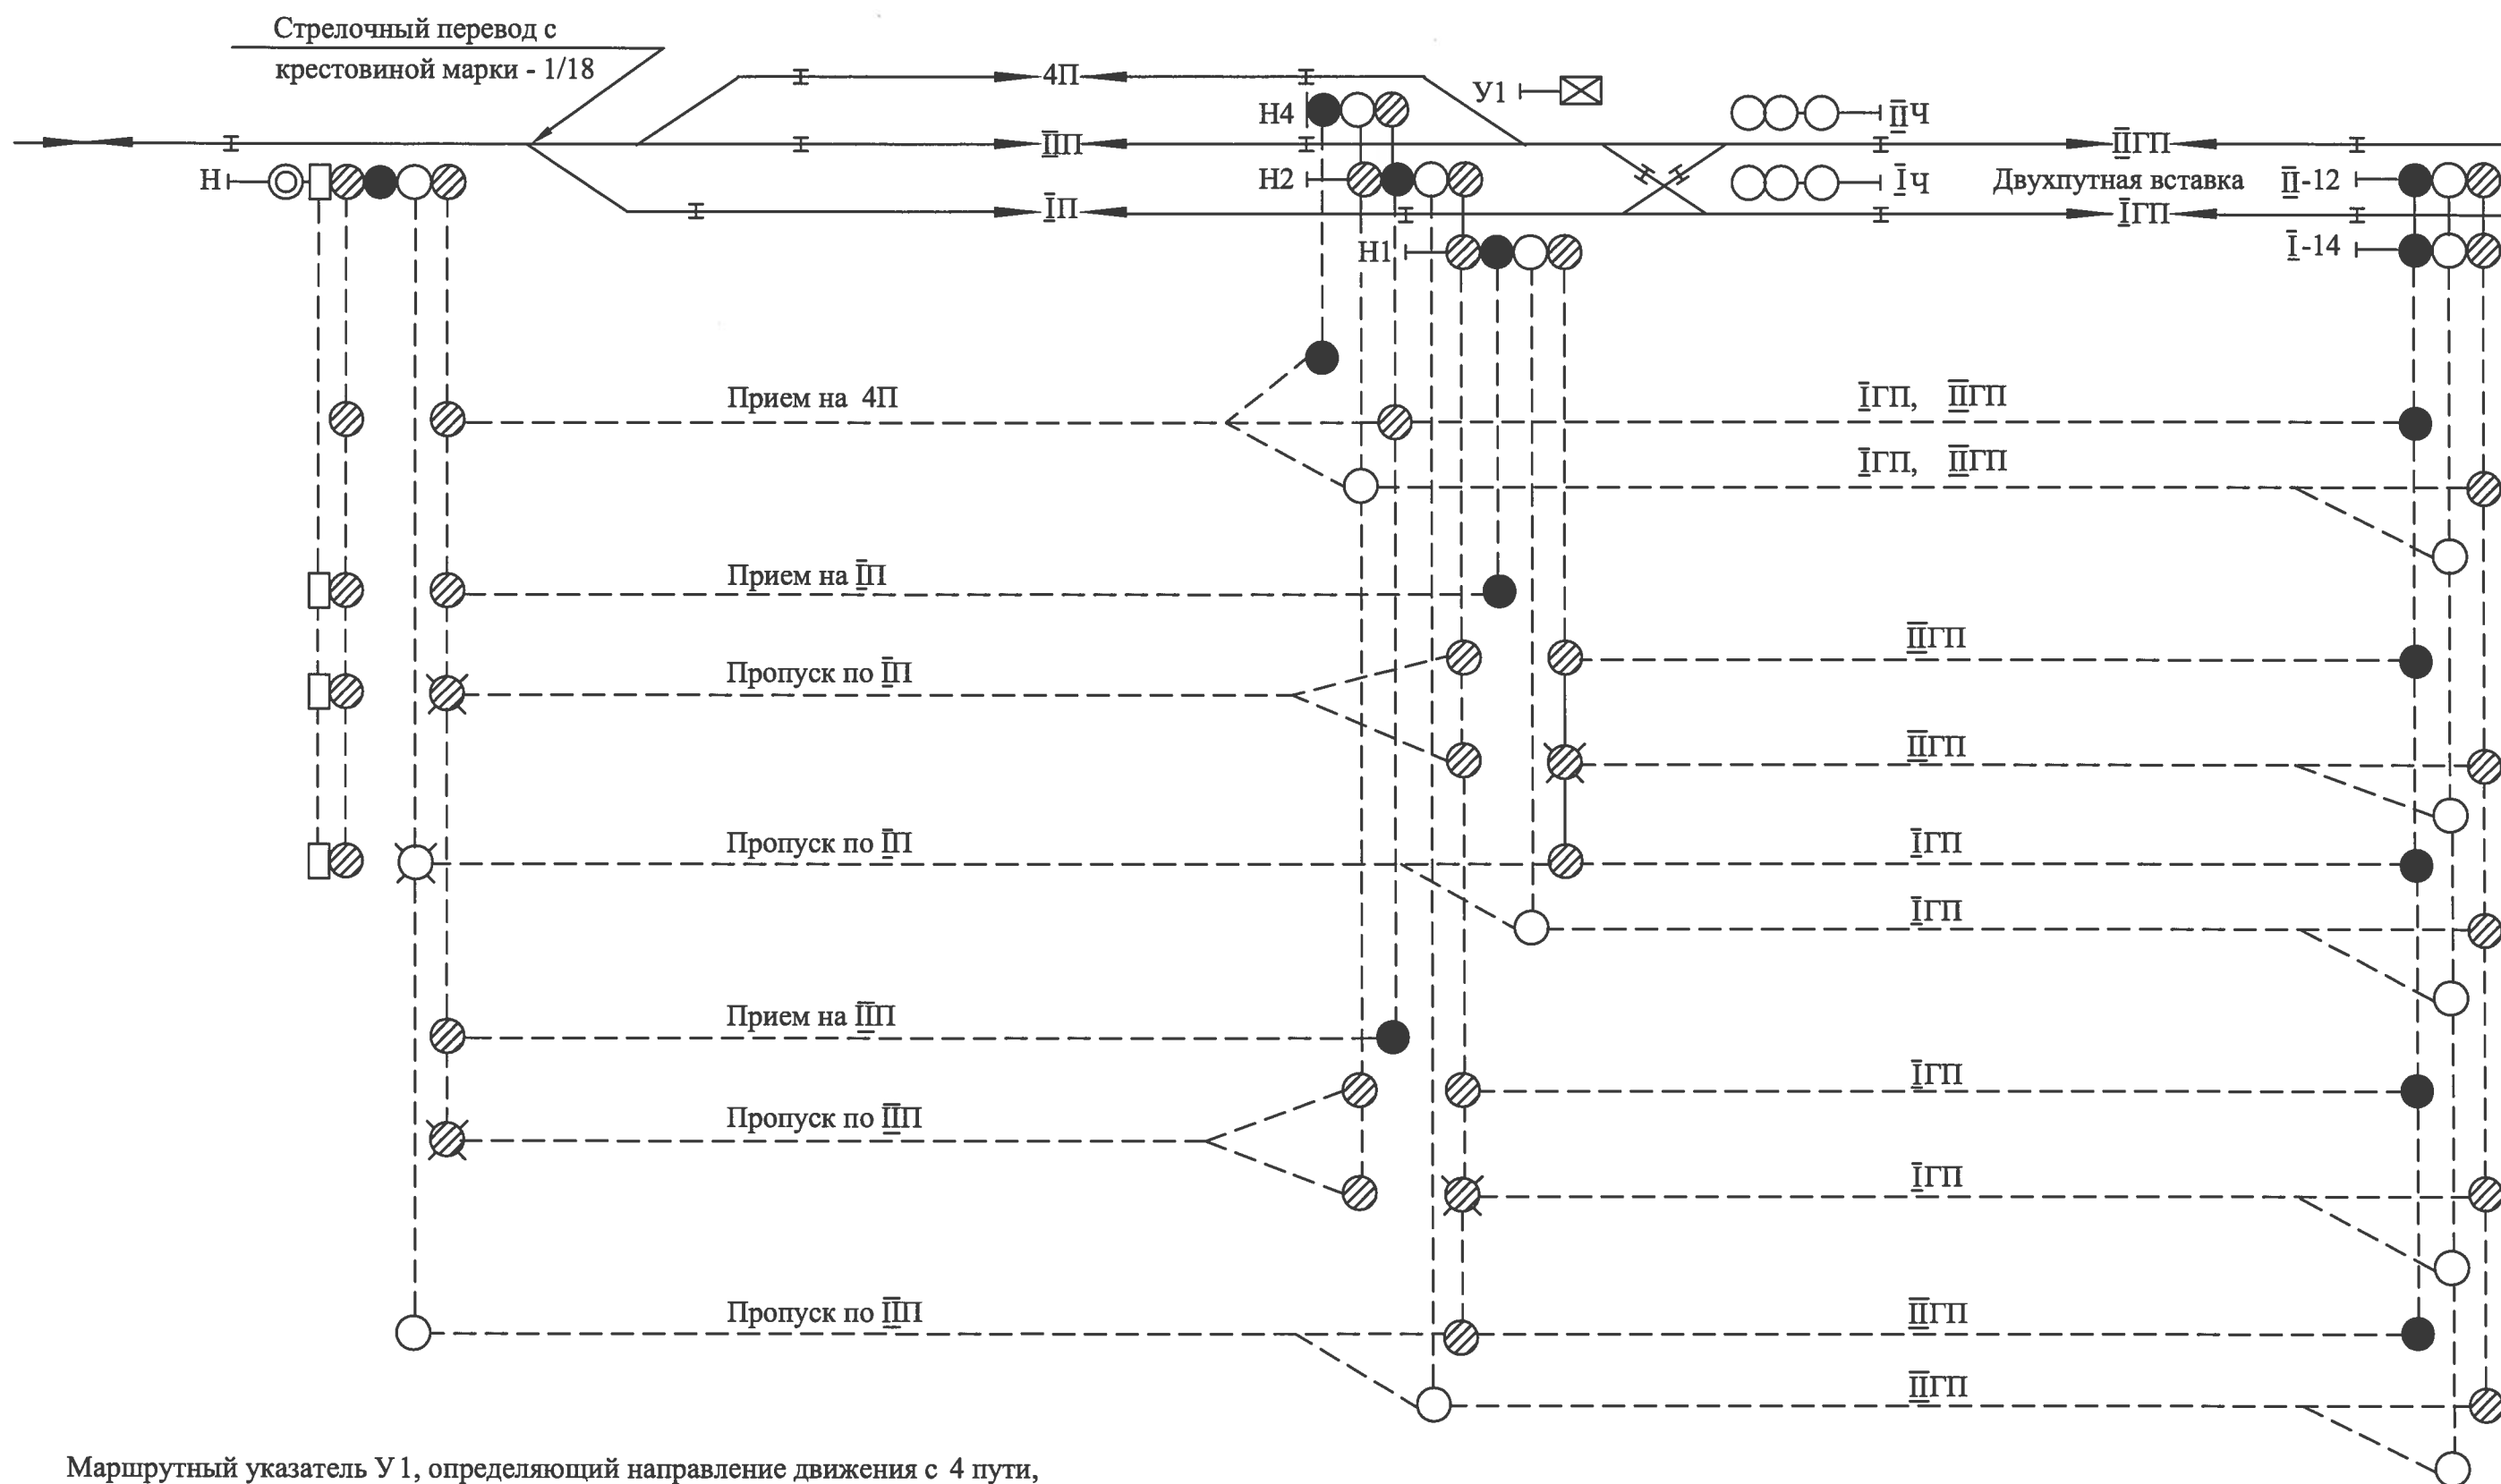 Стрелочный перевод с
крестовиной марки - 1/18
4П
У1
Н4
IIЧ
IIП
IIГП
Н
Н2
IЧ
Двухпутная вставка
II-12
IП
IГП
Н1
I-14
Прием на 4П
IГП, IIГП
IГП, IIГП
Прием на IП
IIГП
Пропуск по IП
IIГП
Пропуск по IП
IГП
IГП
Прием на IIП
IГП
Пропуск по IIП
IГП
Пропуск по IIП
IIГП
IIГП
Маршрутный указатель У1, определяющий направление движения с 4 пути,